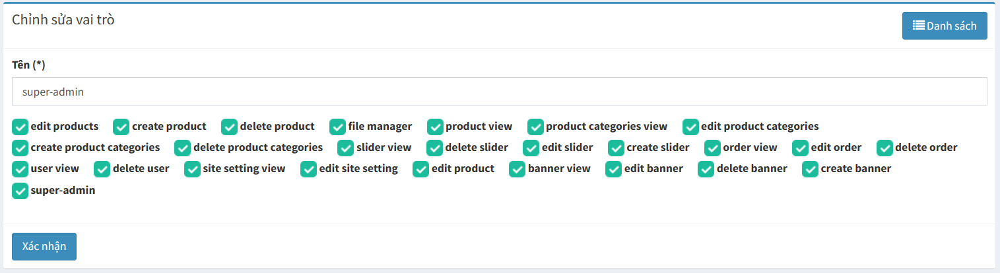 Chỉnh sửa vai trò
Danh sách
Tên (*)
super-admin
edit products create product delete product file manager product view product categories view edit product categories
create product categories delete product categories slider view delete slider edit slider create slider order view edit order delete order
user view delete user site setting view edit site setting edit product banner view edit banner delete banner create banner
super-admin
Xác nhận